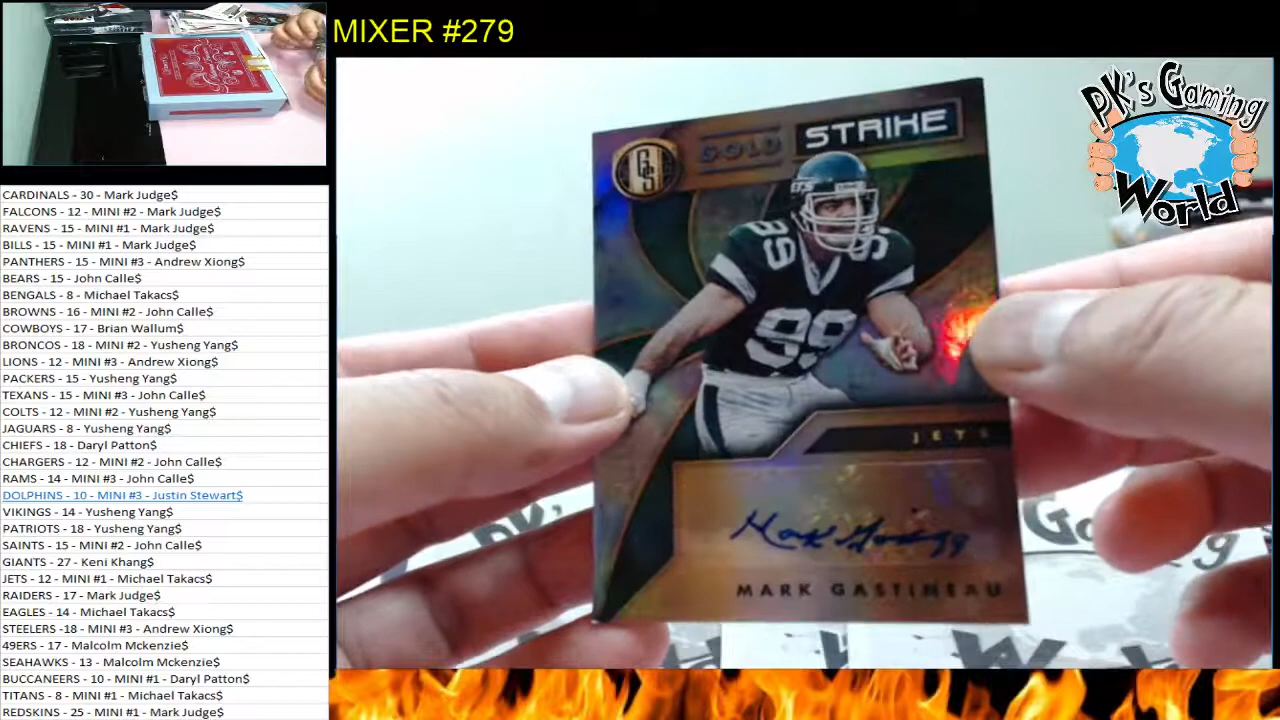 MIXER #279
PK's Gaming
World
CARDINALS - 30 - Mark Judge$
FALCONS - 12 - MINI #2 - Mark Judge$
RAVENS - 15 - MINI #1 - Mark Judge$
BILLS - 15 - MINI #1 - Mark Judge$
PANTHERS - 15 - MINI #3 - Andrew Xiong$
BEARS - 15 - John Calle$
BENGALS - 8 - Michael Takacs$
BROWNS - 16 - MINI #2 - John Calle$
COWBOYS - 17 - Brian Wallum$
BRONCOS - 18 - MINI #2 - Yusheng Yang$
LIONS - 12 - MINI #3 - Andrew Xiong$
PACKERS - 15 - Yusheng Yang$
TEXANS - 15 - MINI #3 - John Calle$
COLTS - 12 - MINI #2 - Yusheng Yang$
JAGUARS - 8 - Yusheng Yang$
CHIEFS - 18 - Daryl Patton$
CHARGERS - 12 - MINI #2 - John Calle$
RAMS - 14 - MINI #3 - John Calle$
DOLPHINS - 10 - MINI #3 - Justin Stewart$
VIKINGS - 14 - Yusheng Yang$
PATRIOTS - 18 - Yusheng Yang$
SAINTS - 15 - MINI #2 - John Calle$
GIANTS - 27 - Keni Khang$
JETS - 12 - MINI #1 - Michael Takacs$
RAIDERS - 17 - Mark Judge$
EAGLES - 14 - Michael Takacs$
STEELERS -18 - MINI #3 - Andrew Xiong$
49ERS - 17 - Malcolm Mckenzie$
SEAHAWKS - 13 - Malcolm Mckenzie$
BUCCANEERS - 10 - MINI #1 - Daryl Patton$
TITANS - 8 - MINI #1 - Michael Takacs$
REDSKINS - 25 - MINI #1 - Mark Judge$
GS
GOLD STRIKE
99
99
99
JETS
MARK GASTINEAU